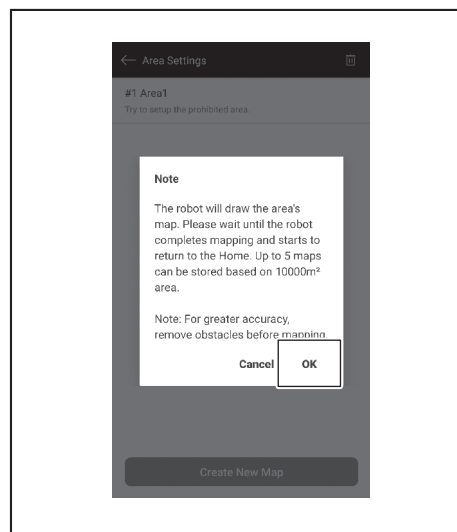 Area Settings
#1 Area1
Try to setup the prohibited area
Note
The robot will draw the area's
map. Please wait until the robot
completes mapping and starts to
return to the Home. Up to 5 maps
can be stored based on 10000m²
area.
Note: For greater accuracy,
remove obstacles before mapping.
Cancel OK
Create New Map